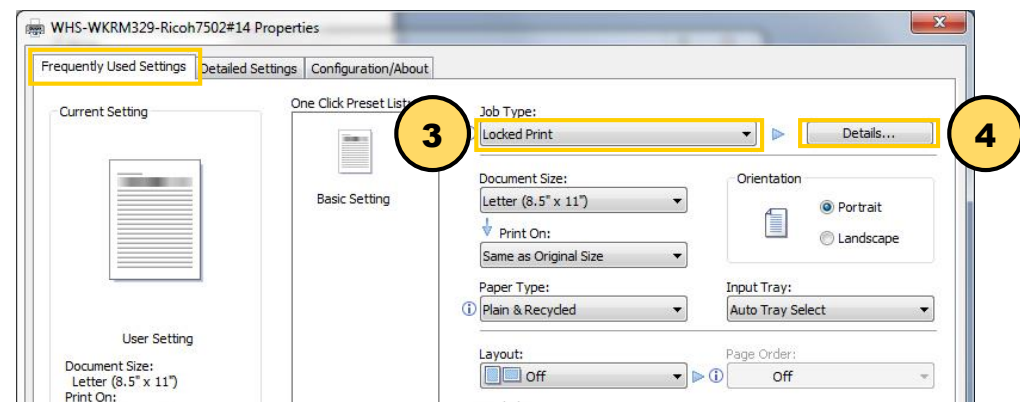 WHS-WKRM329-Ricoh7502#14 Properties
X
Frequently Used Settings Detailed Settings Configuration/About
Current Setting
User Setting
Document Size:
Letter (8.5" x 11")
Print On:
One Click Preset List:
Basic Setting
Job Type:
3
Locked Print
Details...
4
Document Size:
Letter (8.5" x 11")
Print On:
Same as Original Size
Orientation
Portrait
Landscape
Paper Type:
Plain & Recycled
Input Tray:
Auto Tray Select
Layout:
Off
Page Order:
Off